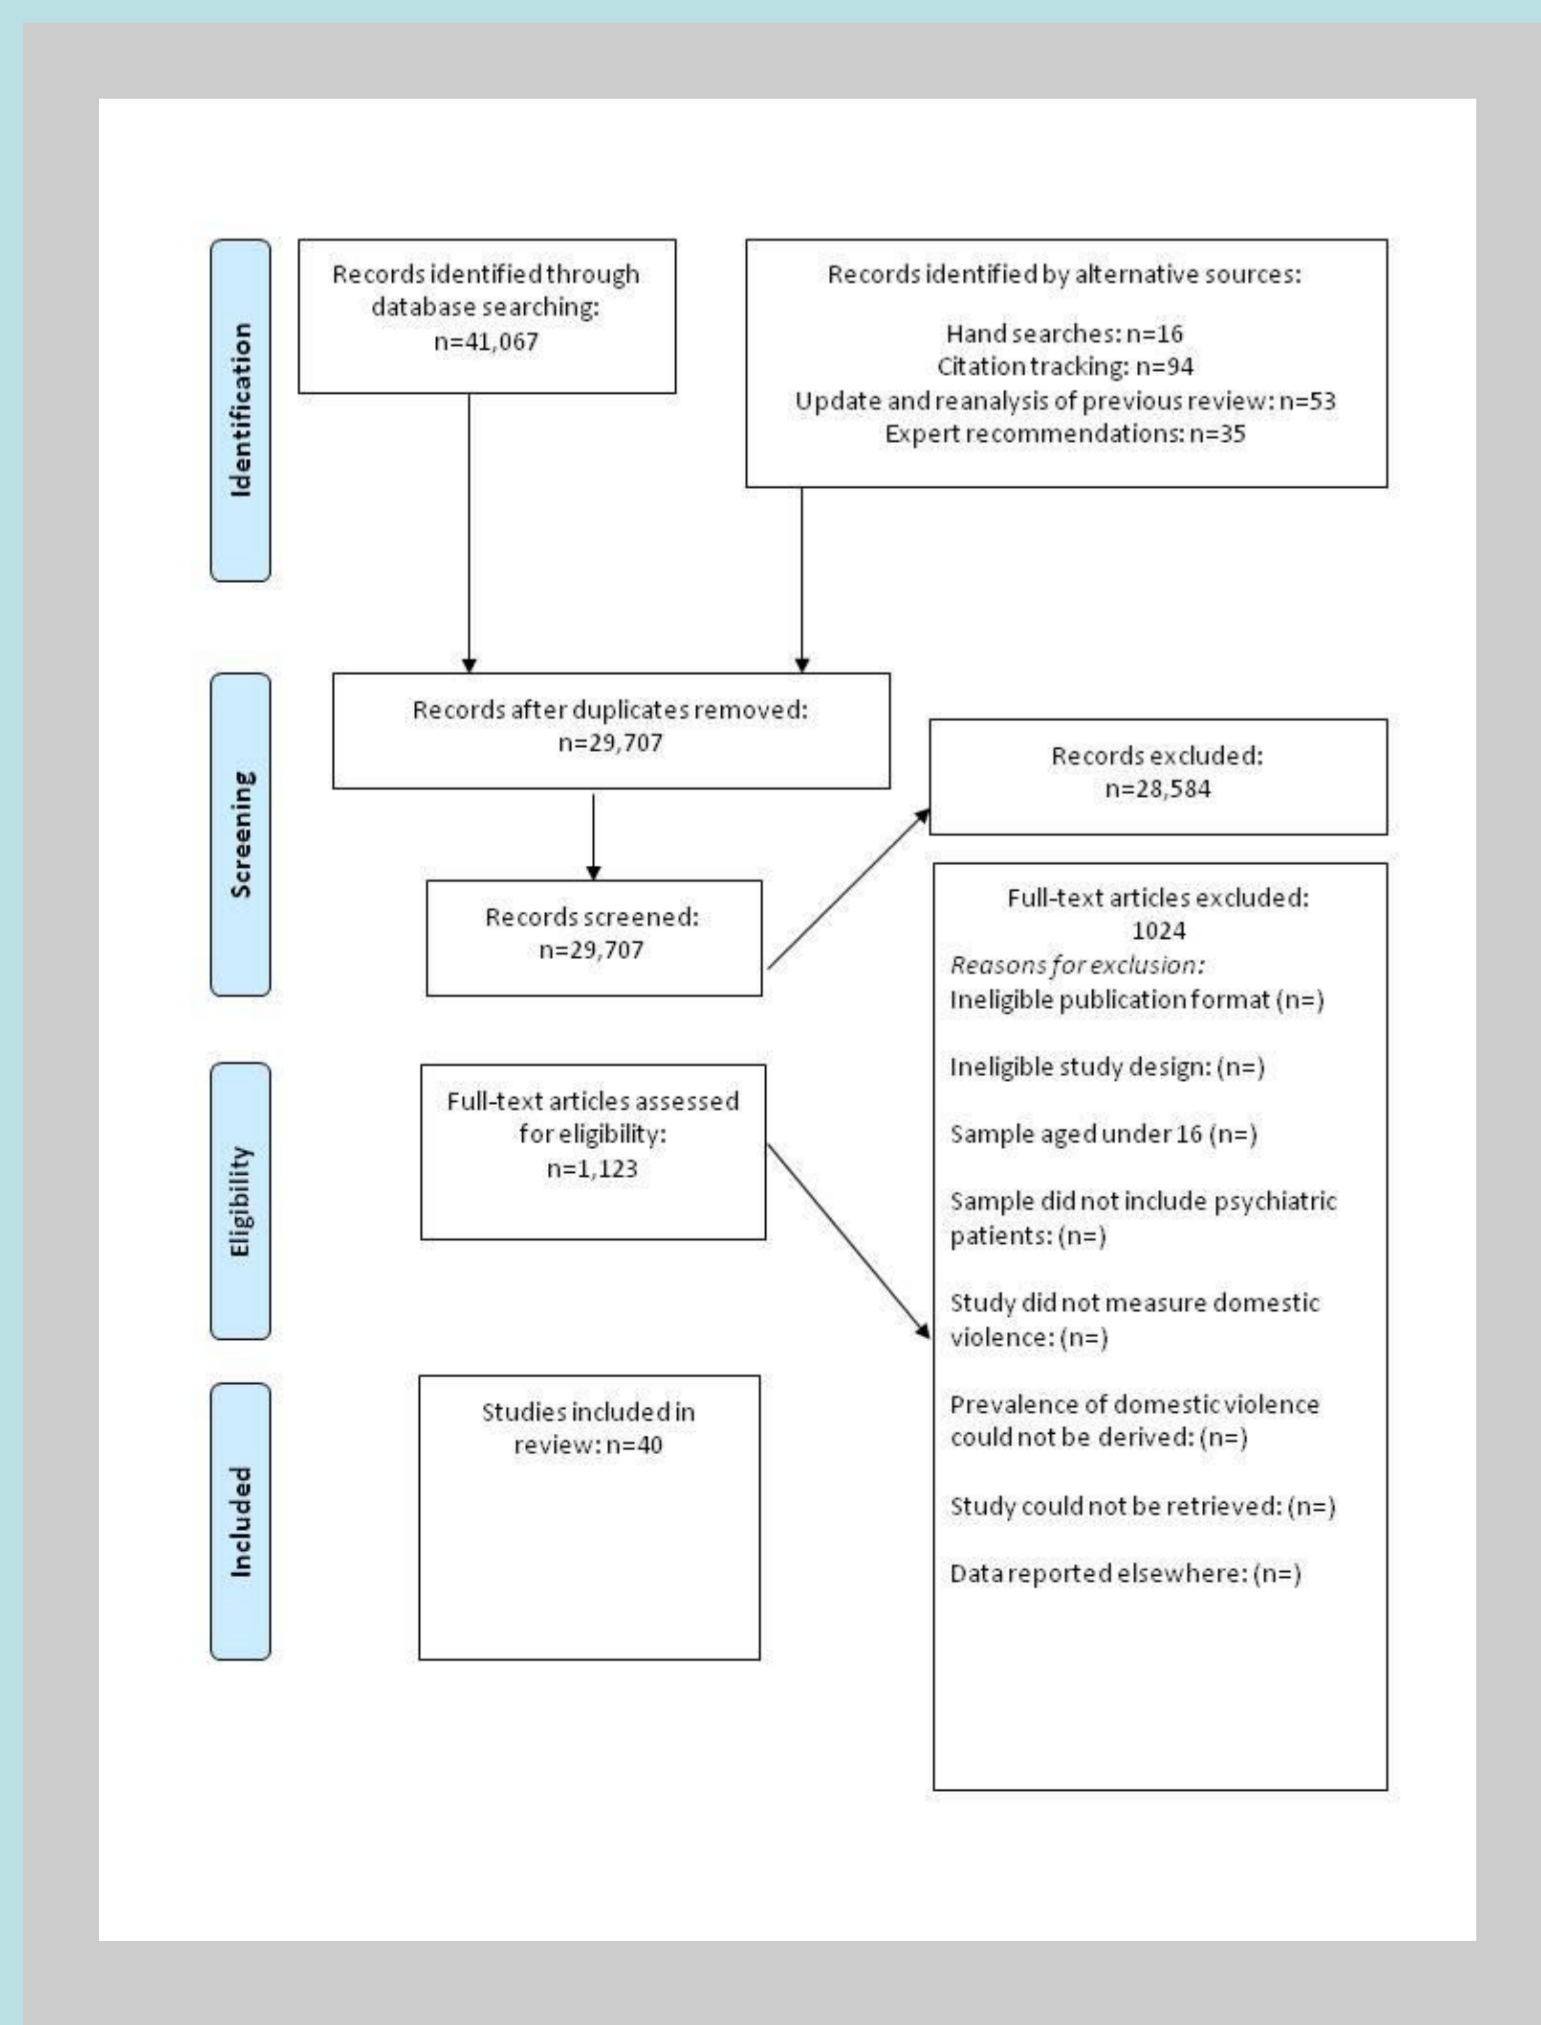 Identification
Records identified through
database searching:
n=41,067
Records identified by alternative sources:
Hand searches: n=16
Citation tracking: n=94
Update and reanalysis of previous review: n=53
Expert recommendations: n=35
Screening
Records after duplicates removed:
n=29,707
Records excluded:
n=28,584
Records screened:
n=29,707
Full-text articles excluded:
1024
Reasons for exclusion:
Ineligible publication format (n=)
Ineligible study design: (n=)
Sample aged under 16 (n=)
Sample did not include psychiatric
patients: (n=)
Study did not measure domestic
violence: (n=)
Prevalence of domestic violence
could not be derived: (n=)
Study could not be retrieved: (n=)
Data reported elsewhere: (n=)
Eligibility
Full-text articles assessed
for eligibility:
n=1,123
Included
Studies included in
review: n=40